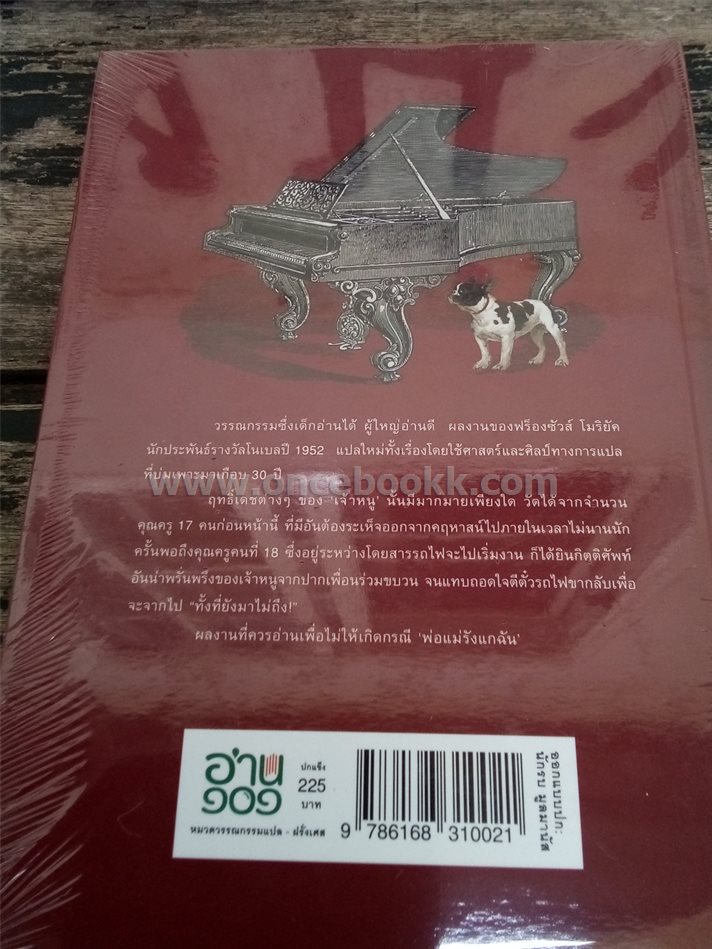 วรรณกรรมซึ่งเด็กอ่านได้ ผู้ใหญ่อ่านดี ผลงานของฟร็องซัวส์ โมริยัค
นักประพันธ์รางวัลโนเบลปี 1952 แปลใหม่ทั้งเรื่องโดยใช้ศาสตร์และศิลป์ทางการแปล
ที่บ่มเพาะมาเกือบ 30 ปี
www.oncebookk.com
ฤทธิ์เดชต่างๆ ของ 'เจ้าหนู' นั้นมีมากมายเพียงใด วัดได้จากจำนวน
คุณครู 17 คนก่อนหน้านี้ ที่มีอันต้องระเห็จออกจากคฤหาสน์ไปภายในเวลาไม่นานนัก
ครั้นพอถึงคุณครูคนที่ 18 ซึ่งอยู่ระหว่างโดยสารรถไฟจะไปเริ่มงาน ก็ได้ยินกิตติศัพท์
อันน่าพรั่นพรึงของเจ้าหนูจากปากเพื่อนร่วมขบวน จนแทบถอดใจตีตั๋วรถไฟขากลับเพื่อ
จะจากไป "ทั้งที่ยังมาไม่ถึง!"
ผลงานที่ควรอ่านเพื่อไม่ให้เกิดกรณี 'พ่อแม่รังแกฉัน'
อ่าน
๑๐๑
ปกแข็ง
225
บาท
หมวดวรรณกรรมแปล - ฝรั่งเศส
9 786168 310021
ออกแบบปก:
นักรบ มูลมานัส